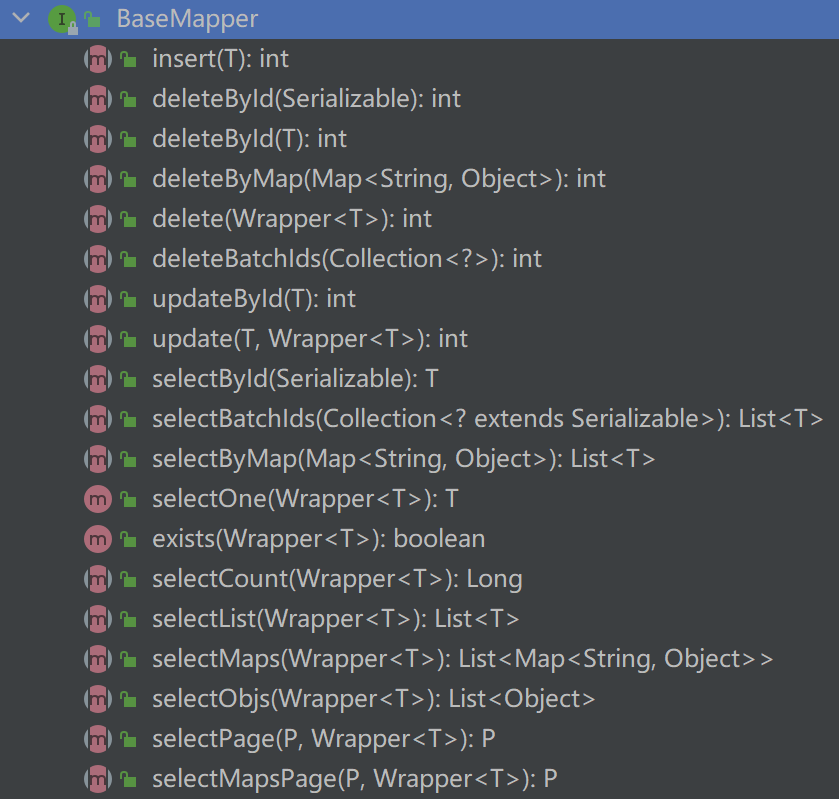 BaseMapper
insert(T): int
deleteById(Serializable): int
deleteById(T): int
deleteByMap(Map<String, Object>): int
delete(Wrapper<T>): int
deleteBatchIds(Collection<?>): int
updateById(T): int
update(T, Wrapper<T>): int
selectById(Serializable): T
selectBatchIds(Collection<? extends Serializable>): List<T>
selectByMap(Map<String, Object>): List<T>
selectOne(Wrapper<T>): T
exists(Wrapper<T>): boolean
selectCount(Wrapper<T>): Long
selectList(Wrapper<T>): List<T>
selectMaps(Wrapper<T>): List<Map<String, Object>>
selectObjs(Wrapper<T>): List<Object>
selectPage(P, Wrapper<T>): P
selectMapsPage(P, Wrapper<T>): P